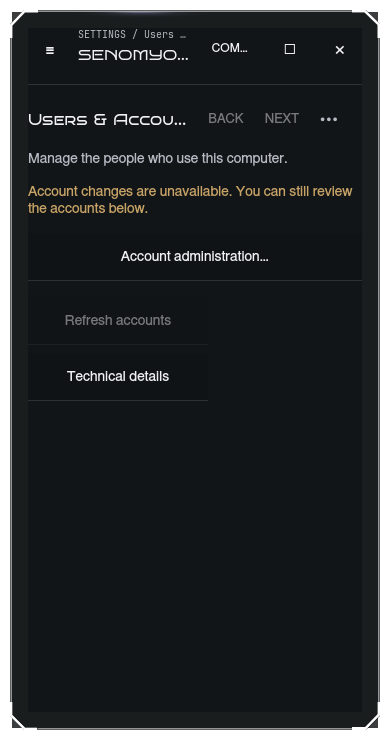 SETTINGS / Users …
≡ SENOMYO... COM... ☐ ✕
Users & Accou... BACK NEXT •••
Manage the people who use this computer.
Account changes are unavailable. You can still review
the accounts below.
Account administration...
Refresh accounts
Technical details